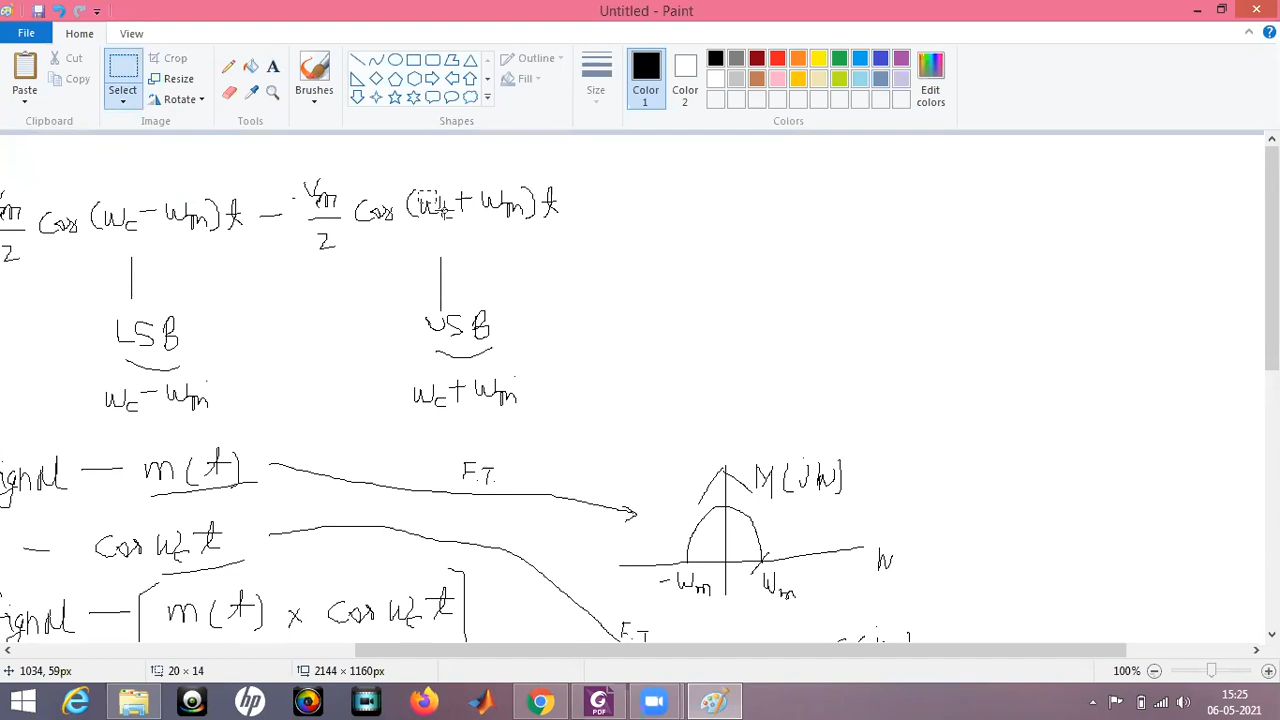 Untitled - Paint
File Home View
Cut Crop Outline
Copy Resize Fill
Paste Select Rotate Brushes Size Color 1 Color 2 Edit colors
Clipboard Image Tools Shapes Colors
m/2 cos (wc - wm) t - Vm/2 cos (wc + wm) t
LSB USB
wc - wm wc + wm
ignal — m(t) F.T. M(jw)
— cos wc t
-wm wm w
ignal — [m(t) x cos wc t]
F.T
1034, 59px 20 × 14 2144 × 1160px 100%
15:25
06-05-2021